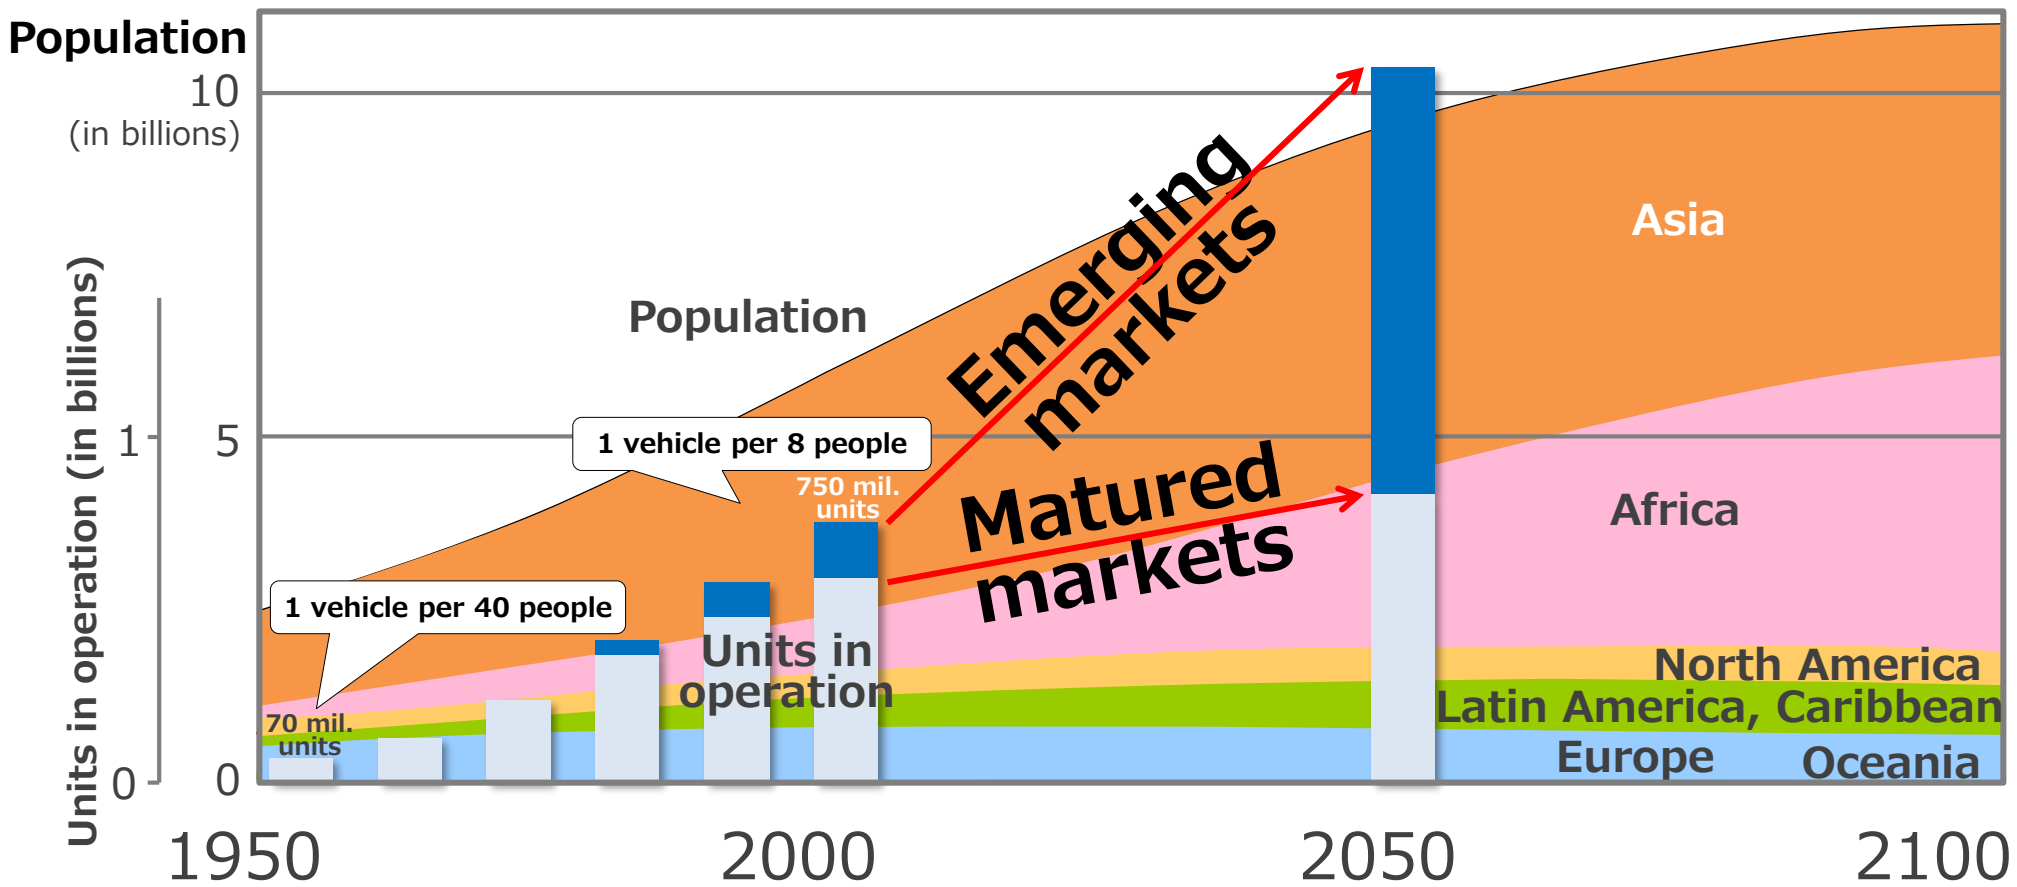 Population
10
(in billions)
5
0
Units in operation (in billions)
1
0
Population
1 vehicle per 8 people
750 mil.
units
1 vehicle per 40 people
70 mil.
units
Units in
operation
Emerging
markets
Matured
markets
Asia
Africa
North America
Latin America, Caribbean
Europe
Oceania
1950
2000
2050
2100